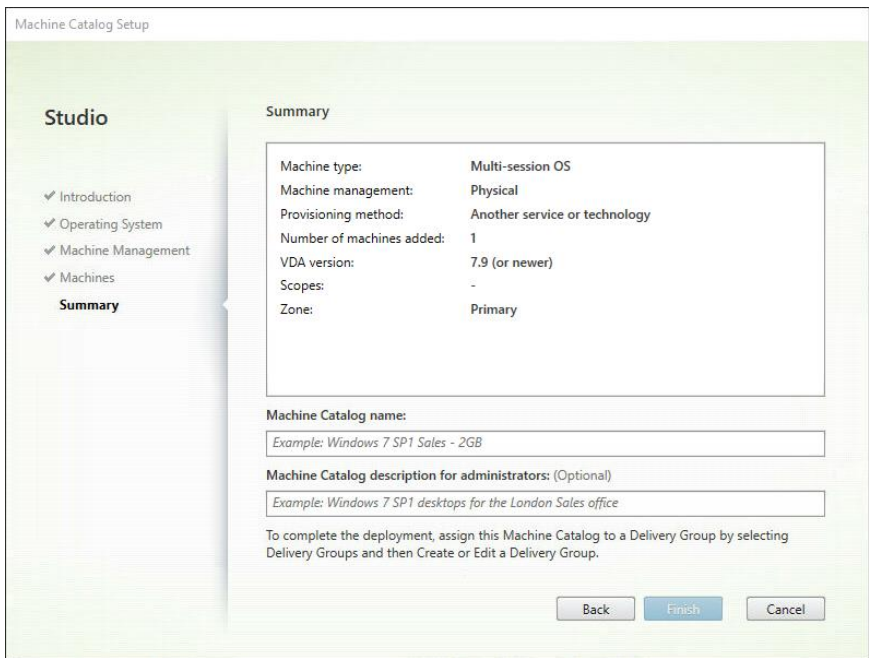 Machine Catalog Setup
Studio
Introduction
Operating System
Machine Management
Machines
Summary
Summary
Machine type: Multi-session OS
Machine management: Physical
Provisioning method: Another service or technology
Number of machines added: 1
VDA version: 7.9 (or newer)
Scopes: -
Zone: Primary
Machine Catalog name:
Example: Windows 7 SP1 Sales - 2GB
Machine Catalog description for administrators: (Optional)
Example: Windows 7 SP1 desktops for the London Sales office
To complete the deployment, assign this Machine Catalog to a Delivery Group by selecting
Delivery Groups and then Create or Edit a Delivery Group.
Back Finish Cancel